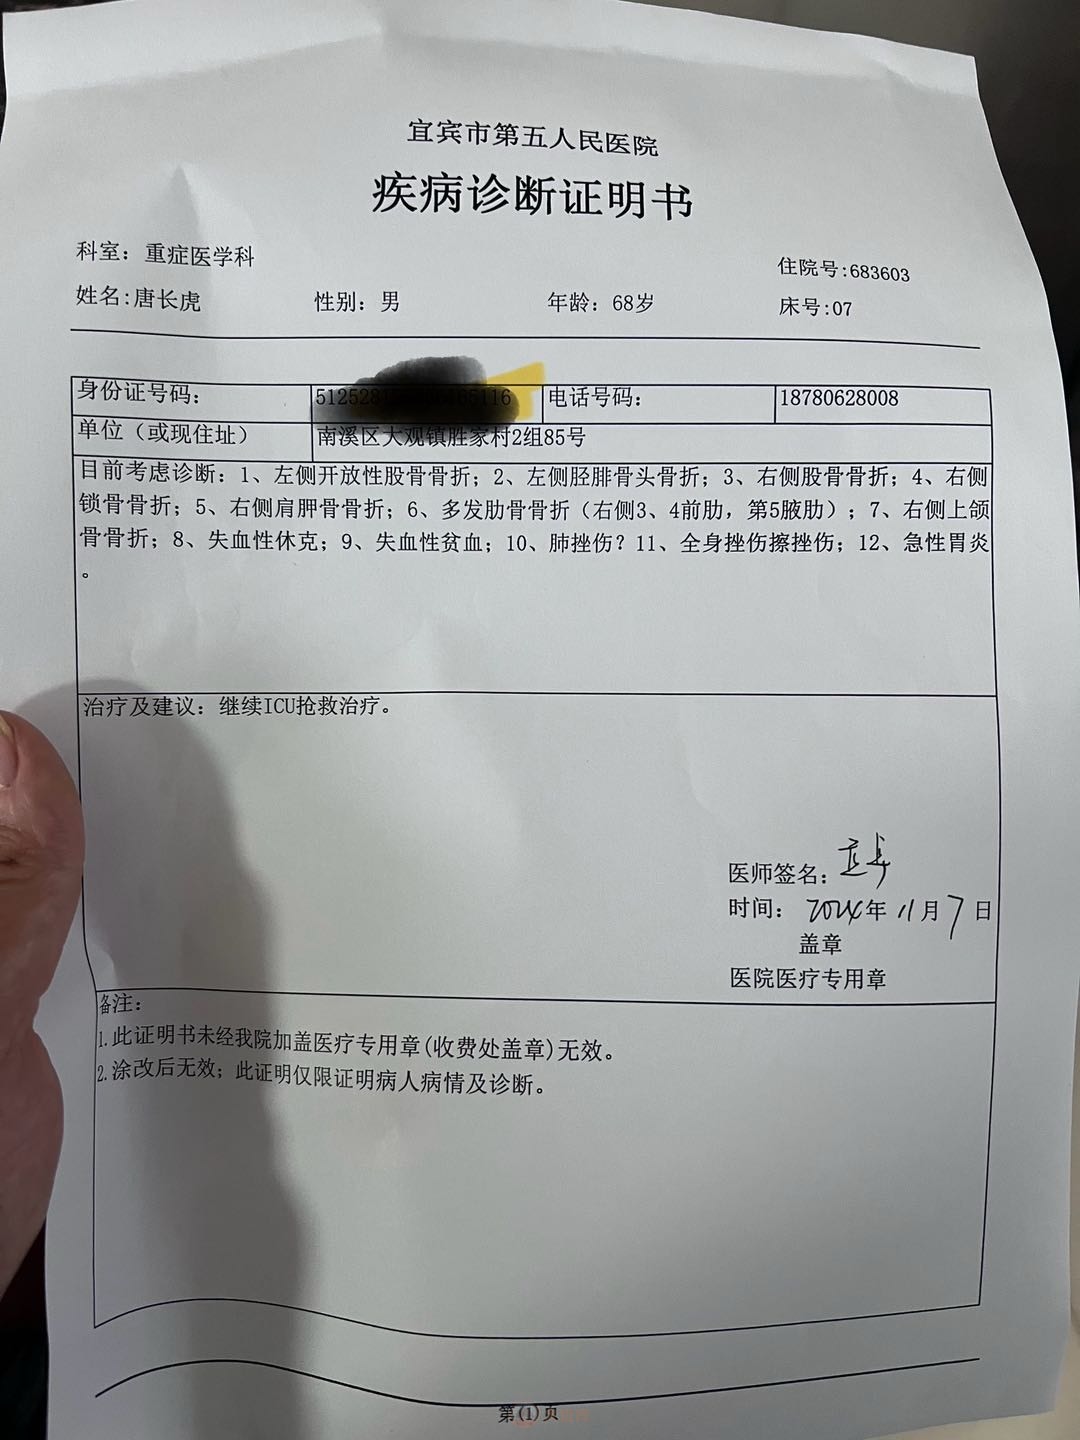 宜宾市第五人民医院
疾病诊断证明书
科室：重症医学科 住院号:683603
姓名:唐长虎 性别：男 年龄：68岁 床号:07
身份证号码： 电话号码： 18780628008
单位（或现住址） 南溪区大观镇胜家村2组85号
目前考虑诊断：1、左侧开放性股骨骨折；2、左侧胫腓骨头骨折；3、右侧股骨骨折；4、右侧
锁骨骨折；5、右侧肩胛骨骨折；6、多发肋骨骨折（右侧3、4前肋，第5腋肋）；7、右侧上颌
骨骨折；8、失血性休克；9、失血性贫血；10、肺挫伤？11、全身挫伤擦挫伤；12、急性胃炎
。
治疗及建议：继续ICU抢救治疗。
医师签名：
时间： 2024年11月7日
盖章
医院医疗专用章
备注：
1.此证明书未经我院加盖医疗专用章(收费处盖章)无效。
2.涂改后无效；此证明仅限证明病人病情及诊断。
第(1)页